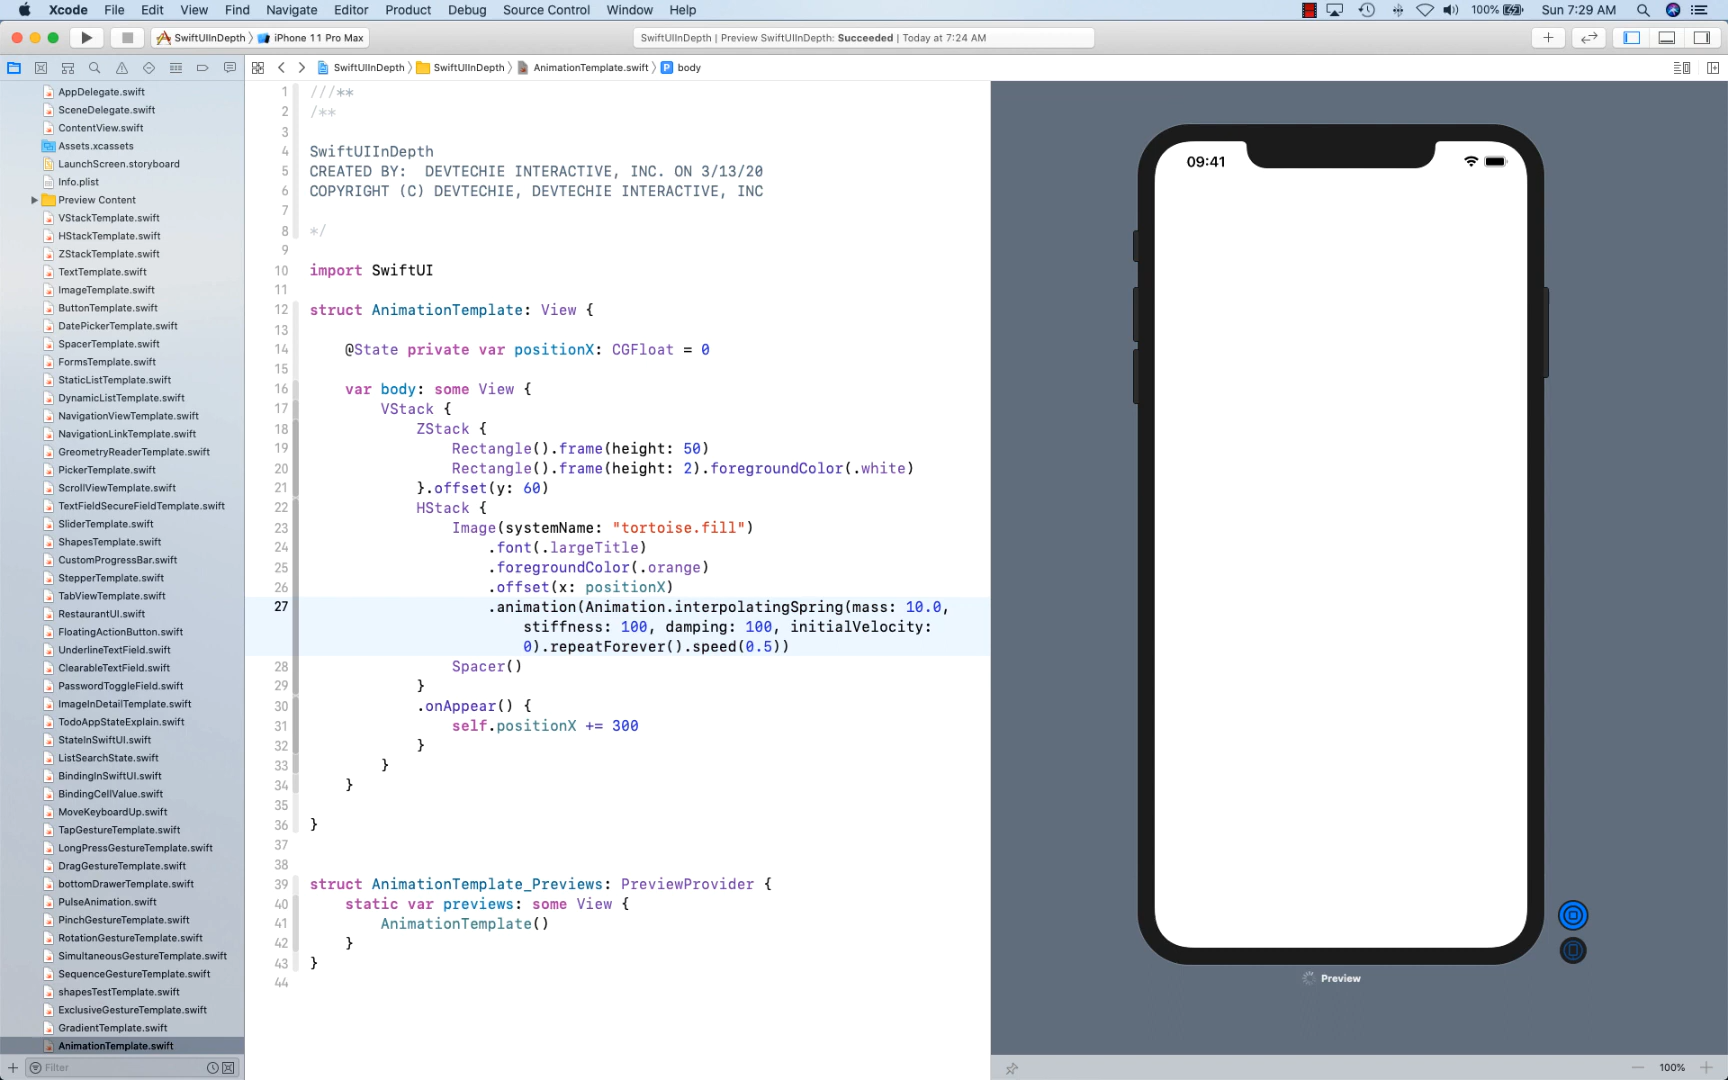 Xcode File Edit View Find Navigate Editor Product Debug Source Control Window Help 100% Sun 7:29 AM
SwiftUIInDepth iPhone 11 Pro Max SwiftUIInDepth | Preview SwiftUIInDepth: Succeeded | Today at 7:24 AM
SwiftUIInDepth SwiftUIInDepth AnimationTemplate.swift P body
AppDelegate.swift
SceneDelegate.swift
ContentView.swift
Assets.xcassets
LaunchScreen.storyboard
Info.plist
Preview Content
VStackTemplate.swift
HStackTemplate.swift
ZStackTemplate.swift
TextTemplate.swift
ImageTemplate.swift
ButtonTemplate.swift
DatePickerTemplate.swift
SpacerTemplate.swift
FormsTemplate.swift
StaticListTemplate.swift
DynamicListTemplate.swift
NavigationViewTemplate.swift
NavigationLinkTemplate.swift
GreometryReaderTemplate.swift
PickerTemplate.swift
ScrollViewTemplate.swift
TextFieldSecureFieldTemplate.swift
SliderTemplate.swift
ShapesTemplate.swift
CustomProgressBar.swift
StepperTemplate.swift
TabViewTemplate.swift
RestaurantUI.swift
FloatingActionButton.swift
UnderlineTextField.swift
ClearableTextField.swift
PasswordToggleField.swift
ImageInDetailTemplate.swift
TodoAppStateExplain.swift
StateInSwiftUI.swift
ListSearchState.swift
BindingInSwiftUI.swift
BindingCellValue.swift
MoveKeyboardUp.swift
TapGestureTemplate.swift
LongPressGestureTemplate.swift
DragGestureTemplate.swift
bottomDrawerTemplate.swift
PulseAnimation.swift
PinchGestureTemplate.swift
RotationGestureTemplate.swift
SimultaneousGestureTemplate.swift
SequenceGestureTemplate.swift
shapesTestTemplate.swift
ExclusiveGestureTemplate.swift
GradientTemplate.swift
AnimationTemplate.swift
Filter
1 ///**
2 /**
3
4 SwiftUIInDepth
5 CREATED BY:  DEVTECHIE INTERACTIVE, INC. ON 3/13/20
6 COPYRIGHT (C) DEVTECHIE, DEVTECHIE INTERACTIVE, INC
7
8 */
9
10 import SwiftUI
11
12 struct AnimationTemplate: View {
13
14 @State private var positionX: CGFloat = 0
15
16 var body: some View {
17 VStack {
18 ZStack {
19 Rectangle().frame(height: 50)
20 Rectangle().frame(height: 2).foregroundColor(.white)
21 }.offset(y: 60)
22 HStack {
23 Image(systemName: "tortoise.fill")
24 .font(.largeTitle)
25 .foregroundColor(.orange)
26 .offset(x: positionX)
27 .animation(Animation.interpolatingSpring(mass: 10.0,
stiffness: 100, damping: 100, initialVelocity:
0).repeatForever().speed(0.5))
28 Spacer()
29 }
30 .onAppear() {
31 self.positionX += 300
32 }
33 }
34 }
35
36 }
37
38
39 struct AnimationTemplate_Previews: PreviewProvider {
40 static var previews: some View {
41 AnimationTemplate()
42 }
43 }
44
09:41
Preview
100%